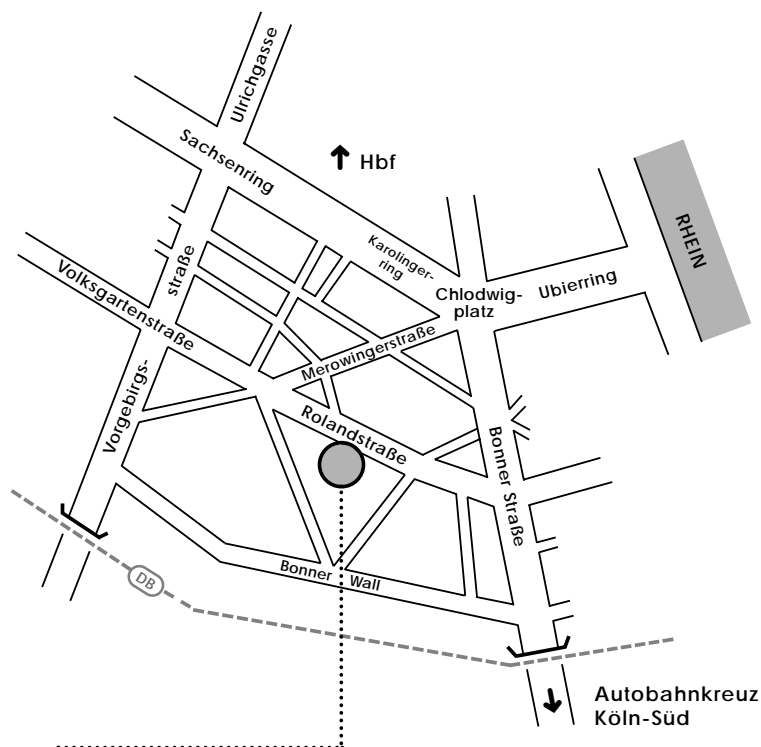 Ulrichgasse
Sachsenring
Hbf
Karolinger-
ring
RHEIN
Chlodwig-
platz
Ubierring
straße
Volksgartenstraße
Merowingerstraße
Vorgebirgs-
Rolandstraße
Bonner Straße
Bonner Wall
DB
Autobahnkreuz
Köln-Süd